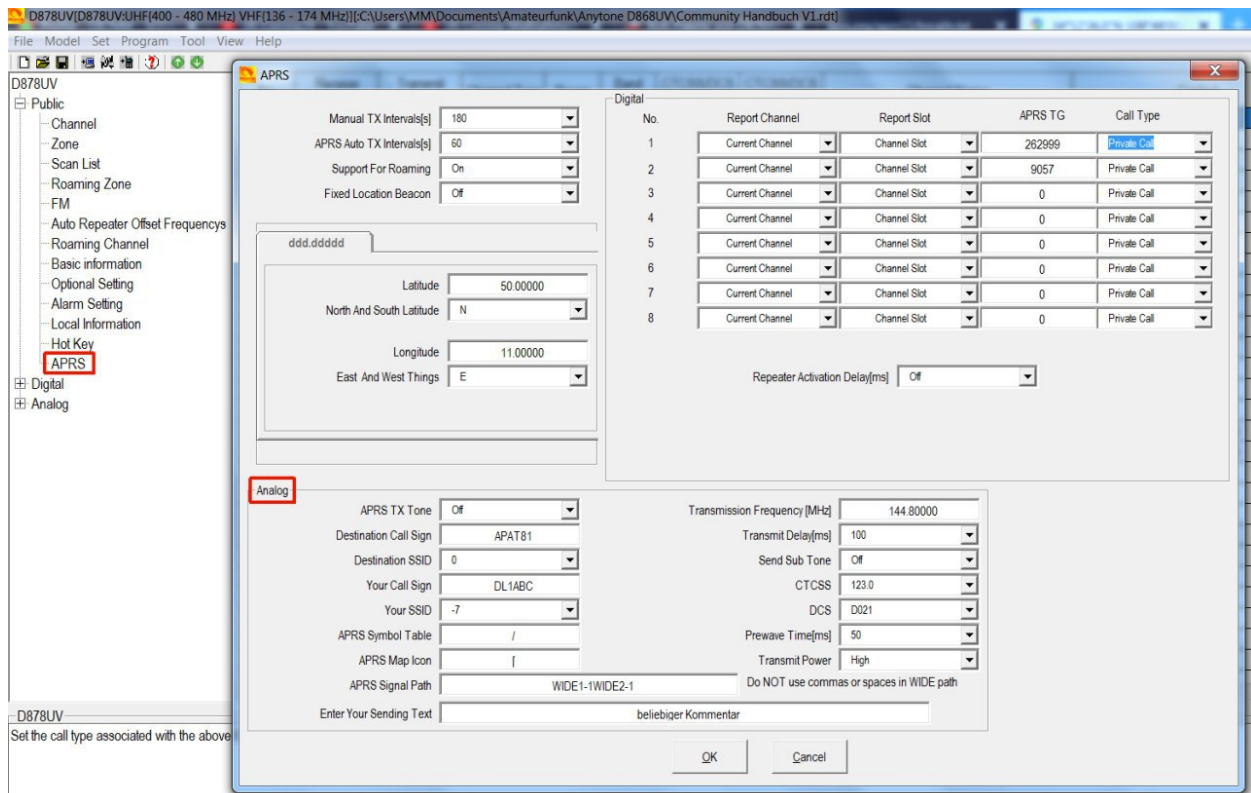 D878UV[D878UV:UHF{400 - 480 MHz} VHF{136 - 174 MHz}][:C:\Users\MM\Documents\Amateurfunk\Anytone D868UV\Community Handbuch V1.rdt]
File Model Set Program Tool View Help
D878UV
Public
Channel
Zone
Scan List
Roaming Zone
FM
Auto Repeater Offset Frequencys
Roaming Channel
Basic information
Optional Setting
Alarm Setting
Local Information
Hot Key
APRS
Digital
Analog
D878UV
Set the call type associated with the above
APRS
X
Manual TX Intervals[s] 180
APRS Auto TX Intervals[s] 60
Support For Roaming On
Fixed Location Beacon Off
ddd.ddddd
Latitude 50.00000
North And South Latitude N
Longitude 11.00000
East And West Things E
Digital
No. Report Channel Report Slot APRS TG Call Type
1 Current Channel Channel Slot 262999 Private Call
2 Current Channel Channel Slot 9057 Private Call
3 Current Channel Channel Slot 0 Private Call
4 Current Channel Channel Slot 0 Private Call
5 Current Channel Channel Slot 0 Private Call
6 Current Channel Channel Slot 0 Private Call
7 Current Channel Channel Slot 0 Private Call
8 Current Channel Channel Slot 0 Private Call
Repeater Activation Delay[ms] Off
Analog
APRS TX Tone Off
Destination Call Sign APAT81
Destination SSID 0
Your Call Sign DL1ABC
Your SSID -7
APRS Symbol Table /
APRS Map Icon [
APRS Signal Path WIDE1-1WIDE2-1
Enter Your Sending Text beliebiger Kommentar
Transmission Frequency [MHz] 144.80000
Transmit Delay[ms] 100
Send Sub Tone Off
CTCSS 123.0
DCS D021
Prewave Time[ms] 50
Transmit Power High
Do NOT use commas or spaces in WIDE path
OK Cancel